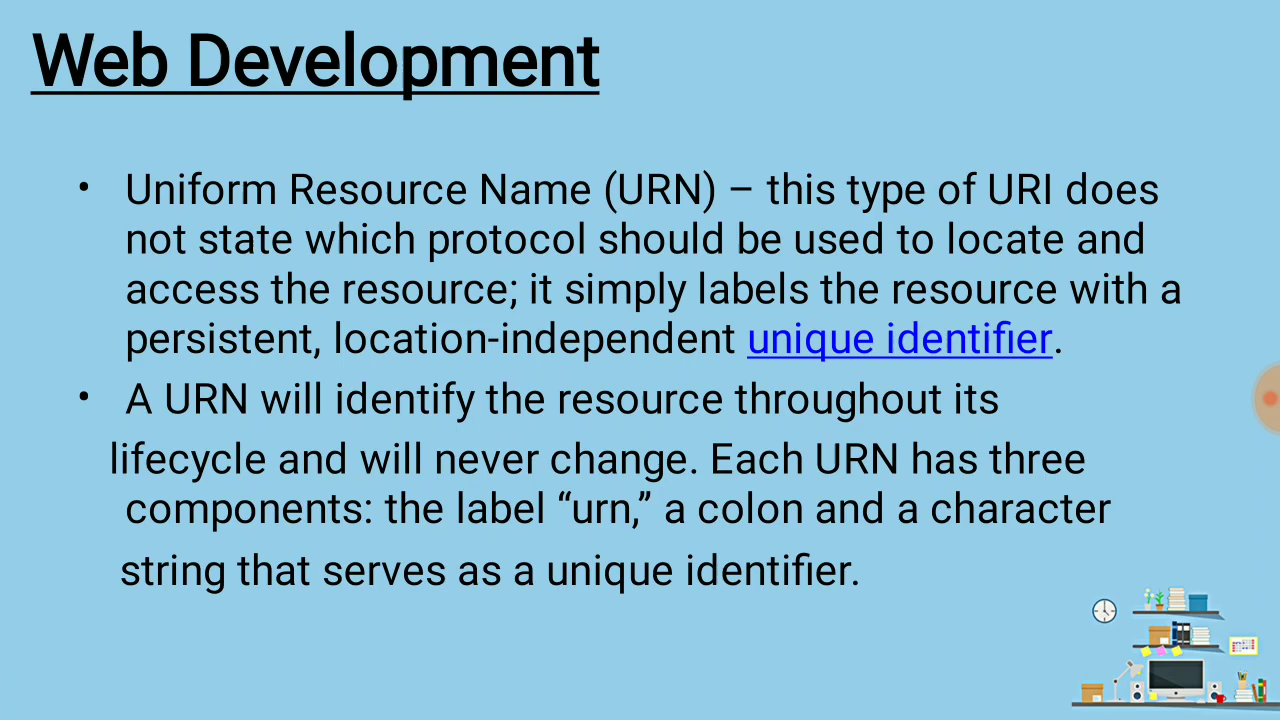 Web Development
• Uniform Resource Name (URN) – this type of URI does
not state which protocol should be used to locate and
access the resource; it simply labels the resource with a
persistent, location-independent unique identifier.
• A URN will identify the resource throughout its
lifecycle and will never change. Each URN has three
components: the label “urn,” a colon and a character
string that serves as a unique identifier.